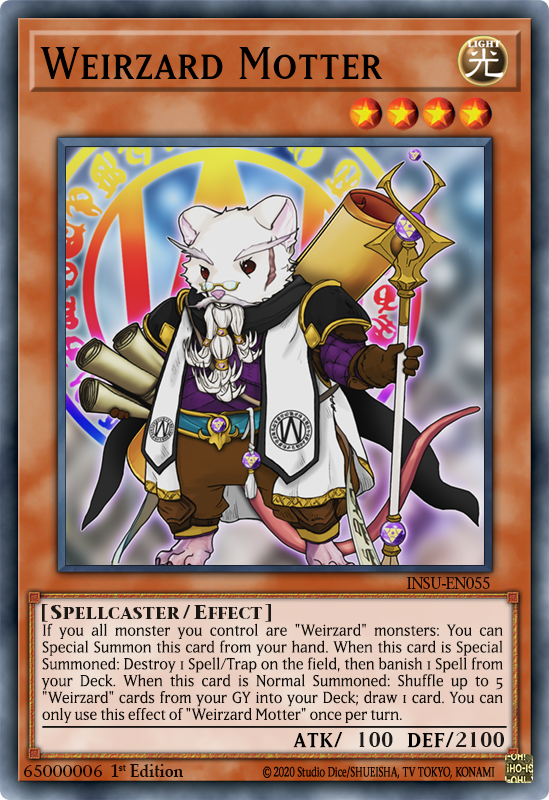 WEIRZARD MOTTER
LIGHT
光
W
W
INSU-EN055
[SPELLCASTER/EFFECT]
If you all monster you control are "Weirzard" monsters: You can
Special Summon this card from your hand. When this card is Special
Summoned: Destroy 1 Spell/Trap on the field, then banish 1 Spell from
your Deck. When this card is Normal Summoned: Shuffle up to 5
"Weirzard" cards from your GY into your Deck; draw 1 card. You can
only use this effect of "Weirzard Motter" once per turn.
ATK/ 100 DEF/2100
65000006 1st Edition ©2020 Studio Dice/SHUEISHA, TV TOKYO, KONAMI